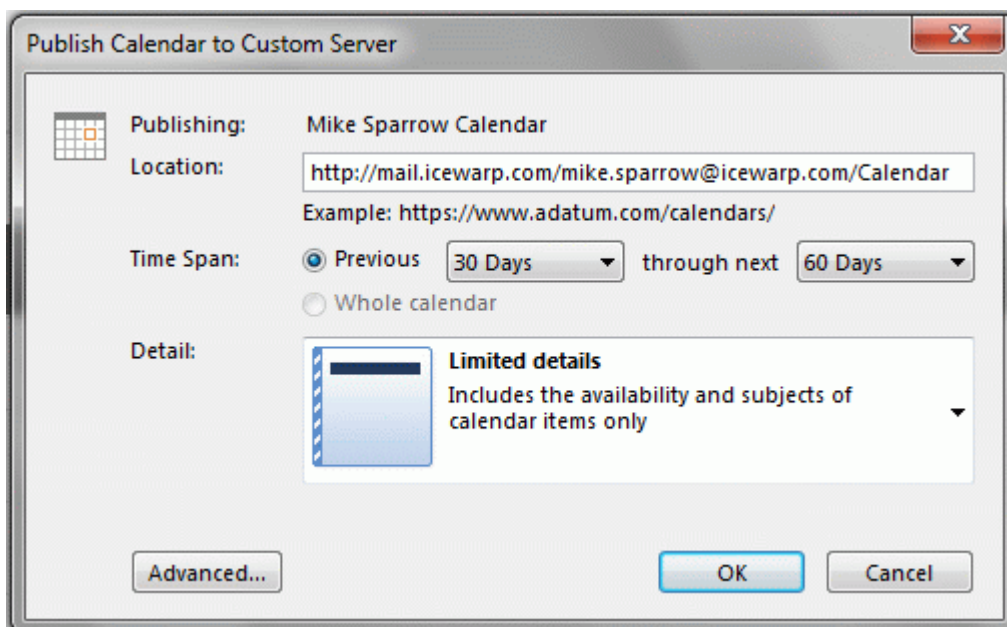 Publish Calendar to Custom Server
Publishing: Mike Sparrow Calendar
Location: http://mail.icewarp.com/mike.sparrow@icewarp.com/Calendar
Example: https://www.adatum.com/calendars/
Time Span: Previous 30 Days through next 60 Days
Whole calendar
Detail: Limited details
Includes the availability and subjects of
calendar items only
Advanced... OK Cancel